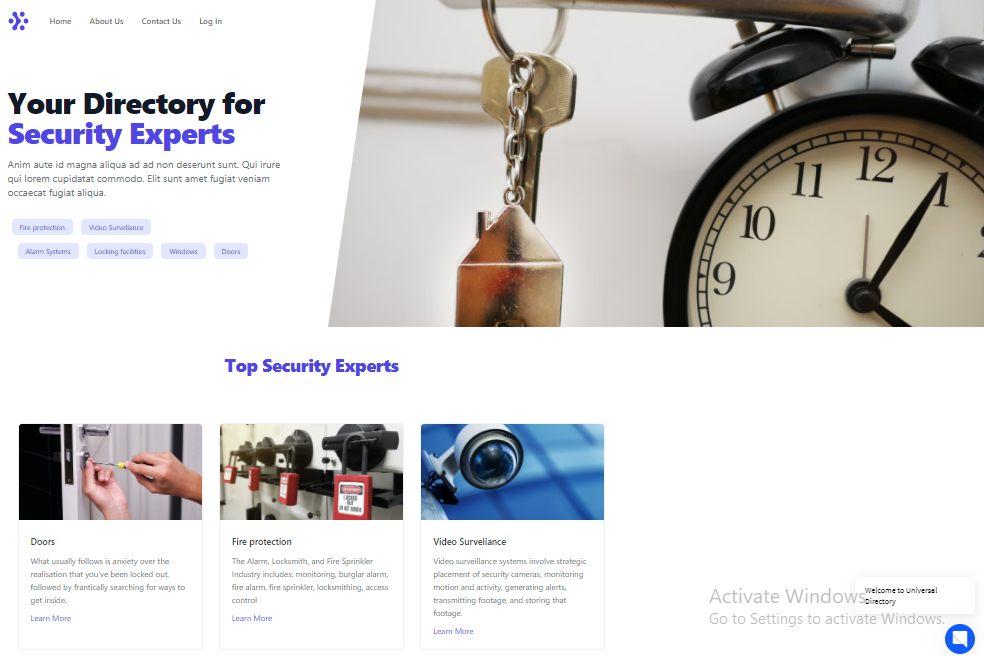 Home About Us Contact Us Log In
Your Directory for
Security Experts
Anim aute id magna aliqua ad ad non deserunt sunt. Qui irure
qui lorem cupidatat commodo. Elit sunt amet fugiat veniam
occaecat fugiat aliqua.
Fire protection Video Surveliance
Alarm Systems Locking facilities Windows Doors
11 12 1
10
9
Top Security Experts
LOCKED
OUT
Doors
What usually follows is anxiety over the
realisation that you've been locked out,
followed by frantically searching for ways to
get inside.
Learn More
Fire protection
The Alarm, Locksmith, and Fire Sprinkler
Industry includes: monitoring, burglar alarm,
fire alarm, fire sprinkler, locksmithing, access
control
Learn More
Video Surveliance
Video surveillance systems involve strategic
placement of security cameras, monitoring
motion and activity, generating alerts,
transmitting footage, and storing that
footage.
Learn More
Welcome to Universal
Directory
Activate Windows
Go to Settings to activate Windows.